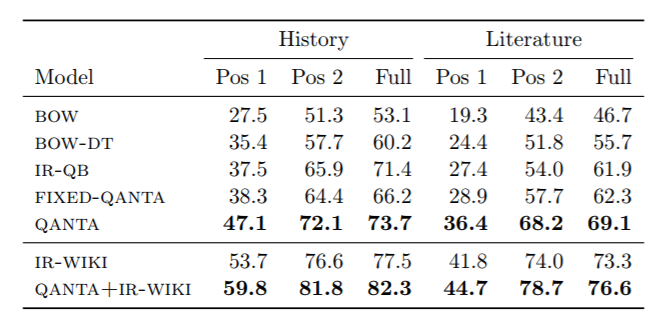 History Literature
Model Pos 1 Pos 2 Full Pos 1 Pos 2 Full
BOW 27.5 51.3 53.1 19.3 43.4 46.7
BOW-DT 35.4 57.7 60.2 24.4 51.8 55.7
IR-QB 37.5 65.9 71.4 27.4 54.0 61.9
FIXED-QANTA 38.3 64.4 66.2 28.9 57.7 62.3
QANTA 47.1 72.1 73.7 36.4 68.2 69.1
IR-WIKI 53.7 76.6 77.5 41.8 74.0 73.3
QANTA+IR-WIKI 59.8 81.8 82.3 44.7 78.7 76.6